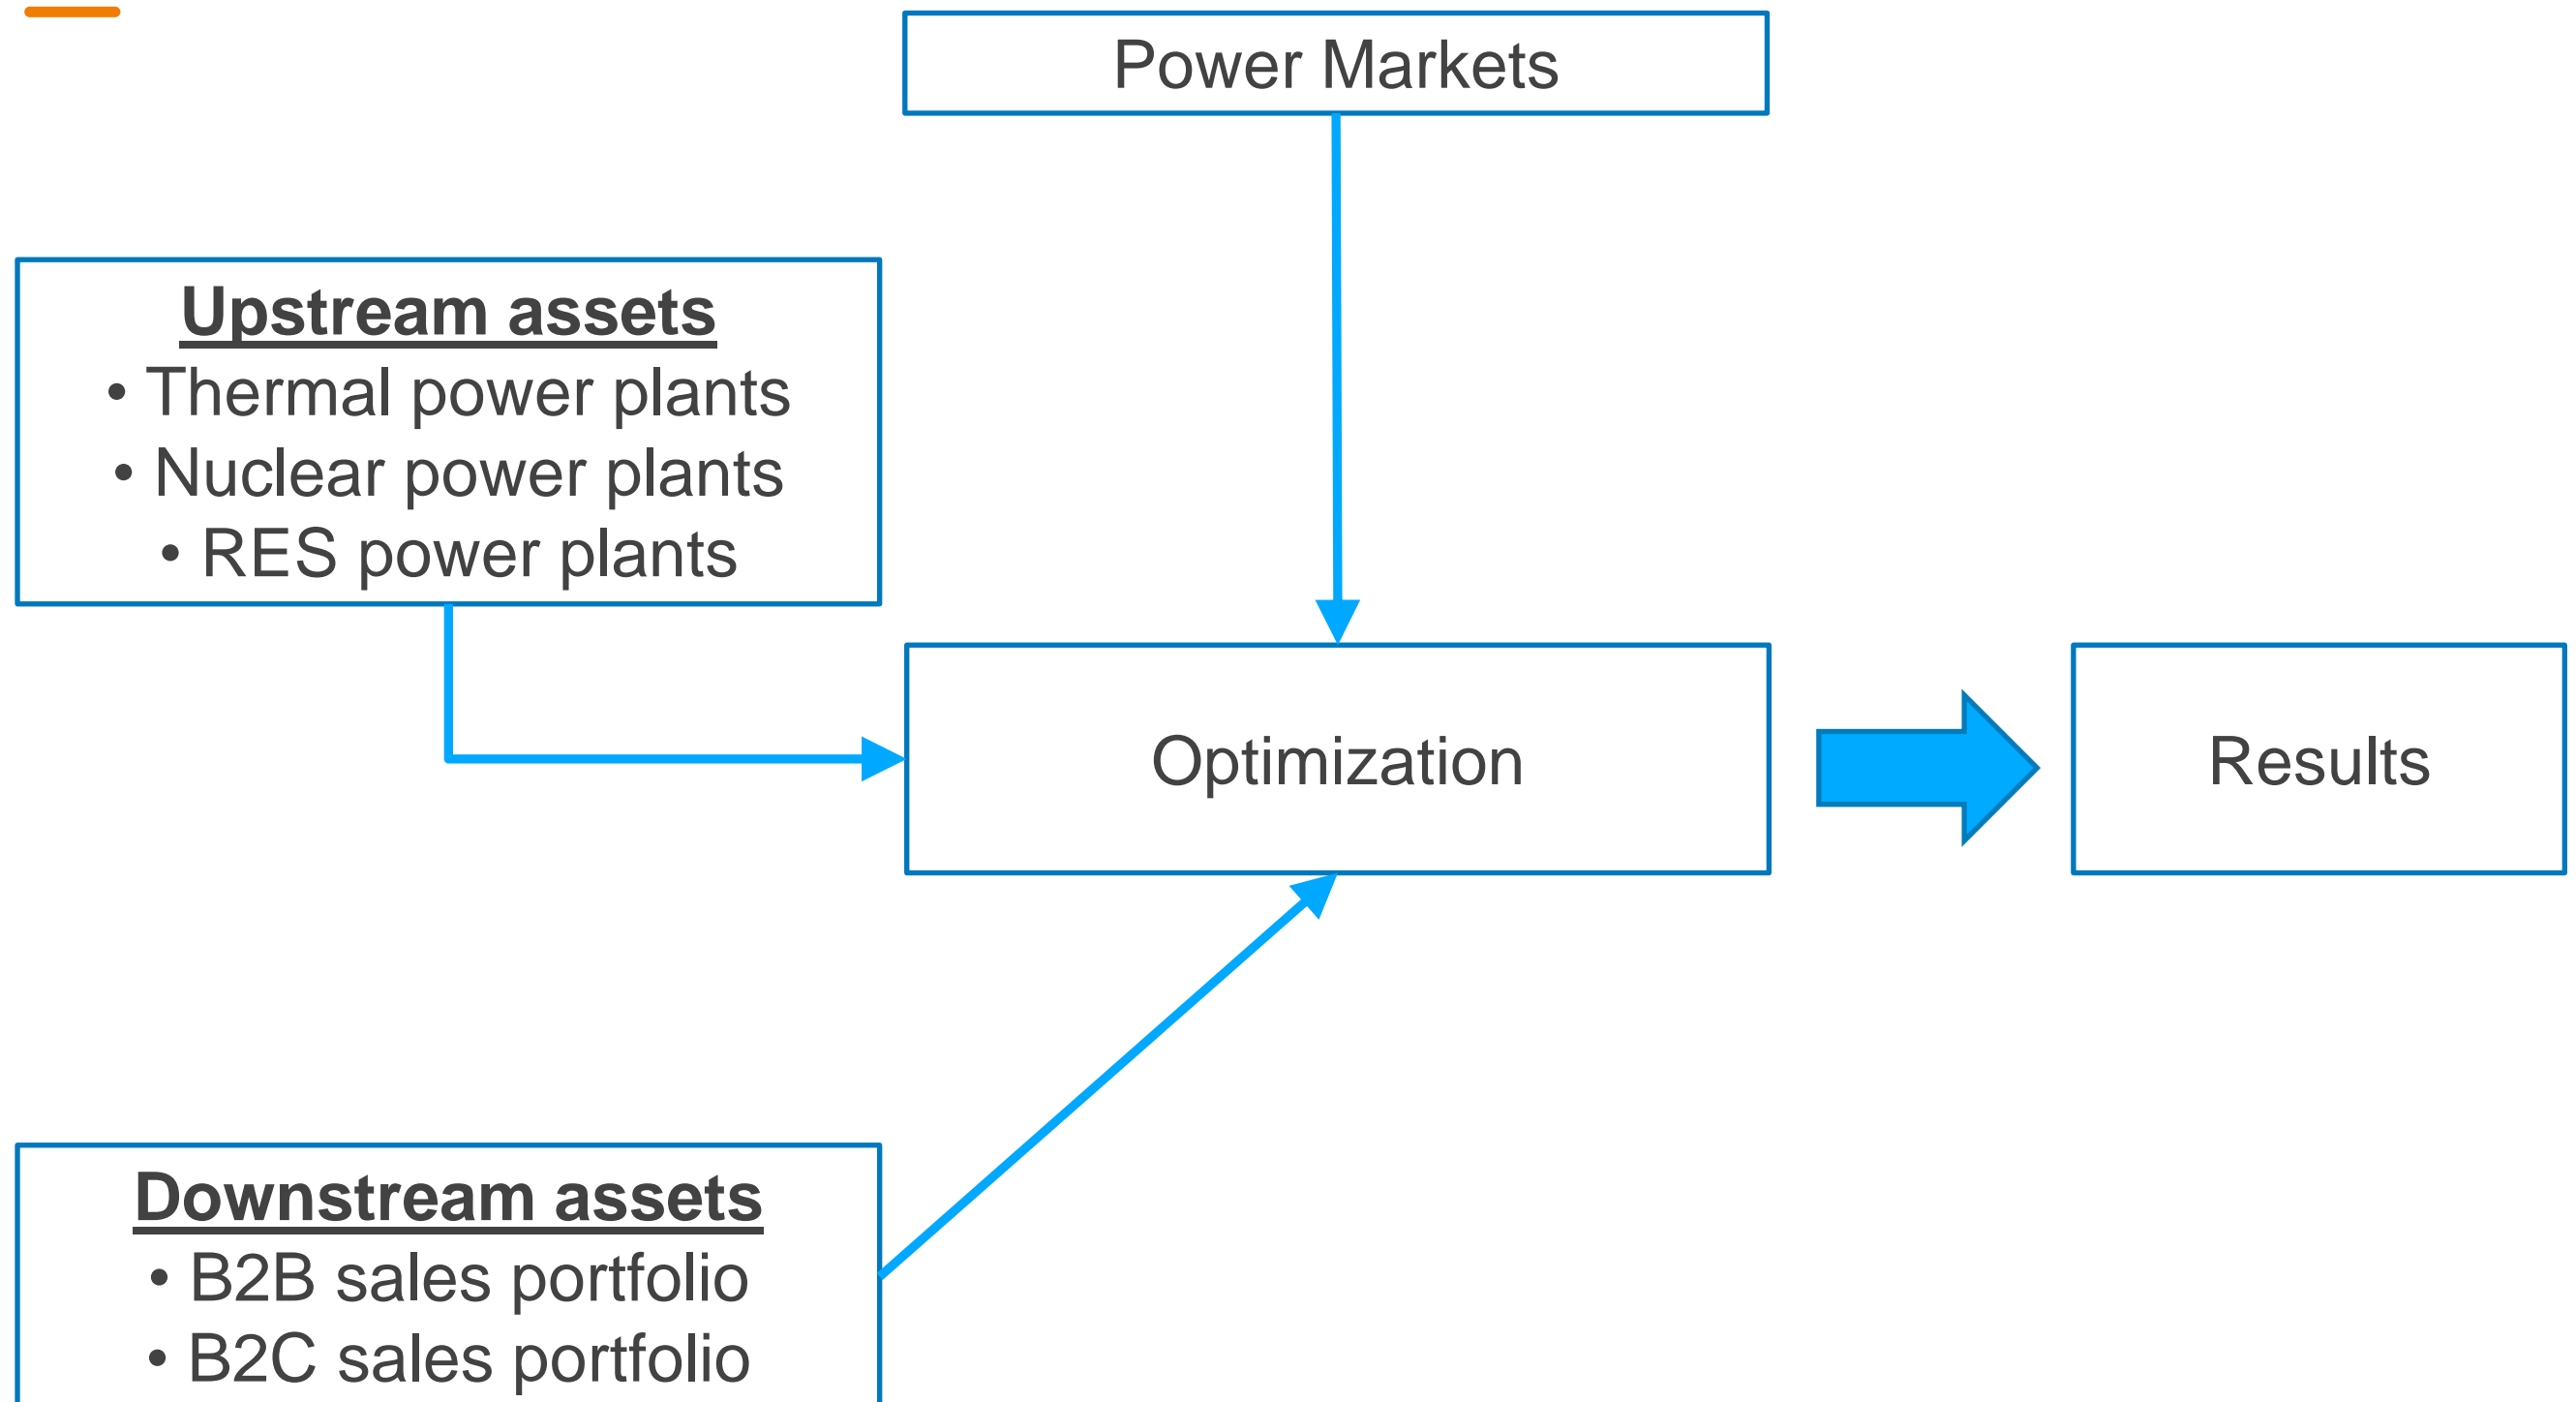 Power Markets
Upstream assets
• Thermal power plants
• Nuclear power plants
• RES power plants
Optimization
Results
Downstream assets
• B2B sales portfolio
• B2C sales portfolio